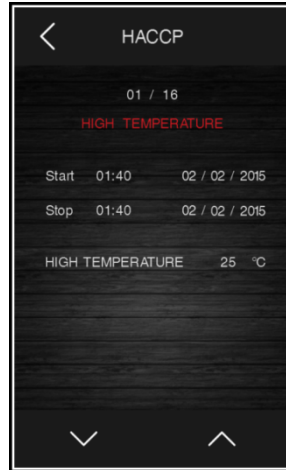 HACCP
01 / 16
HIGH TEMPERATURE
Start 01:40 02 / 02 / 2015
Stop 01:40 02 / 02 / 2015
HIGH TEMPERATURE 25 °C